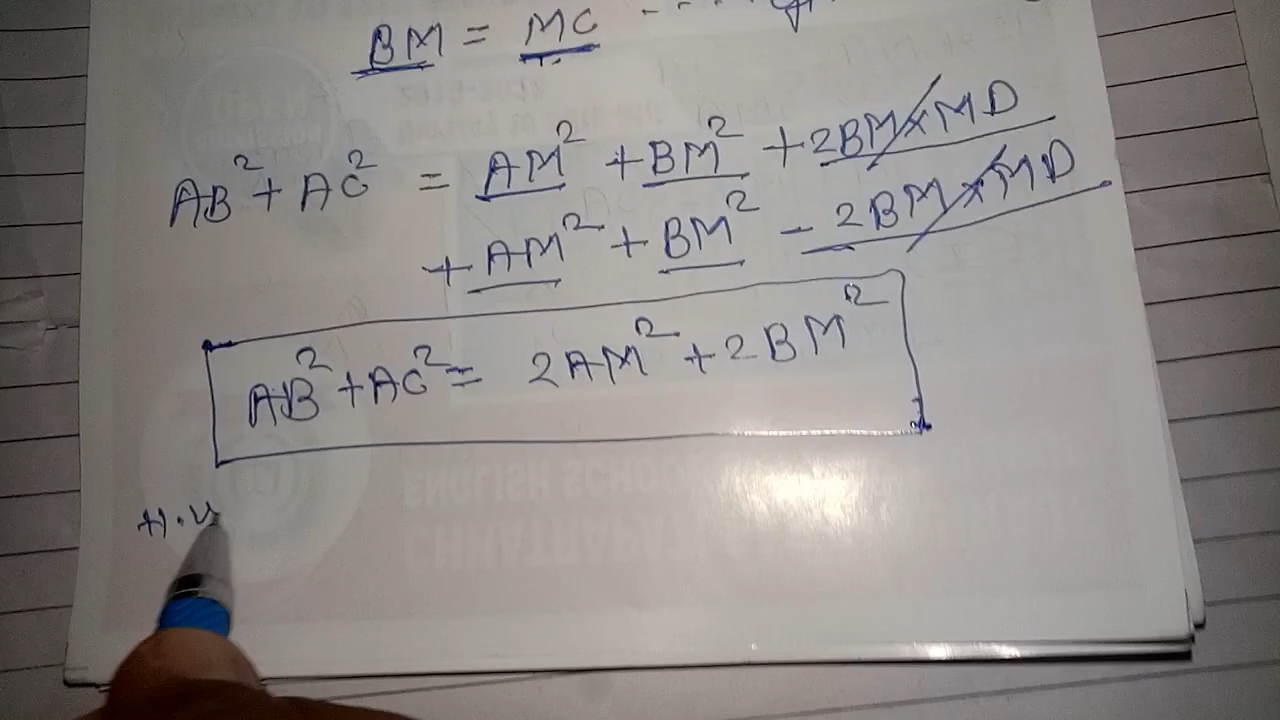 BM = MC
AB² + AC² = AM² + BM² + 2BM × MD
+ AM² + BM² - 2BM × MD
AB² + AC² = 2AM² + 2BM²